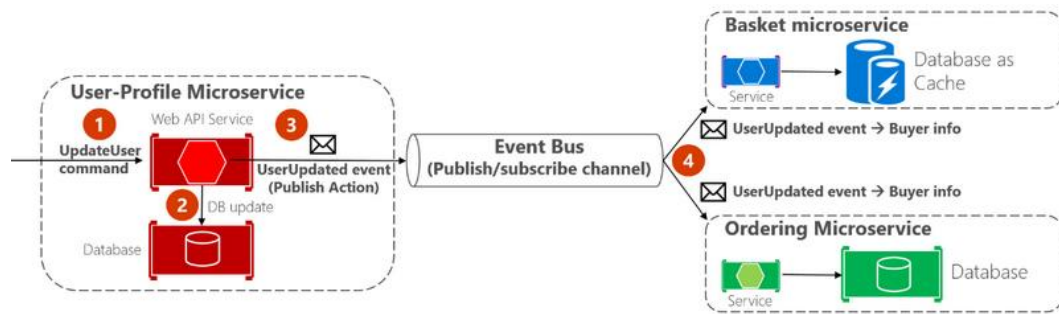 User-Profile Microservice
Web API Service
1
3
UpdateUser
command
UserUpdated event
(Publish Action)
2
DB update
Database
Event Bus
(Publish/subscribe channel)
4
Basket microservice
Service
Database as
Cache
UserUpdated event → Buyer info
UserUpdated event → Buyer info
Ordering Microservice
Service
Database